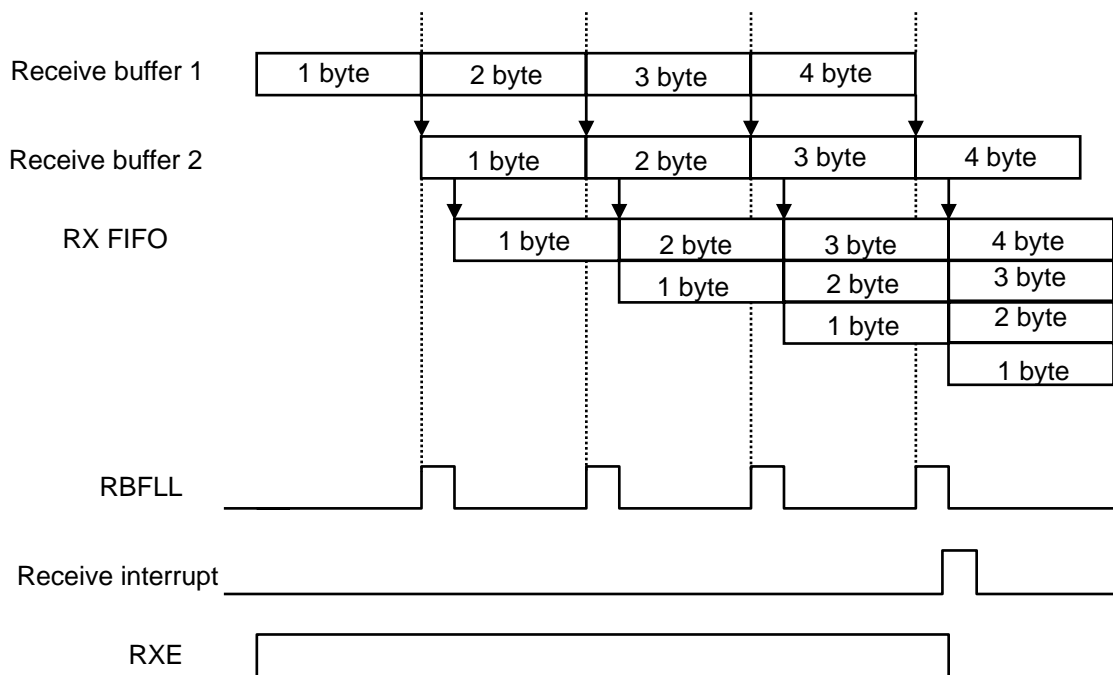 Receive buffer 1
1 byte 2 byte 3 byte 4 byte
Receive buffer 2
1 byte 2 byte 3 byte 4 byte
RX FIFO
1 byte 2 byte 3 byte 4 byte
1 byte 2 byte 3 byte
1 byte 2 byte
1 byte
RBFLL
Receive interrupt
RXE